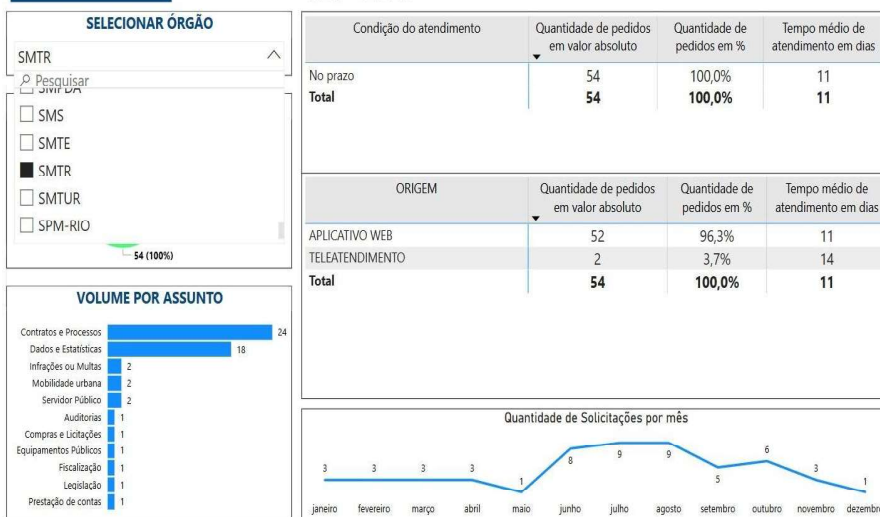 SELECIONAR ÓRGÃO
SMTR
Pesquisar
SMPDA
SMS
SMTE
SMTR
SMTUR
SPM-RIO
54 (100%)
VOLUME POR ASSUNTO
Contratos e Processos 24
Dados e Estatísticas 18
Infrações ou Multas 2
Mobilidade urbana 2
Servidor Público 2
Auditorias 1
Compras e Licitações 1
Equipamentos Públicos 1
Fiscalização 1
Legislação 1
Prestação de contas 1
Condição do atendimento Quantidade de pedidos em valor absoluto Quantidade de pedidos em % Tempo médio de atendimento em dias
No prazo 54 100,0% 11
Total 54 100,0% 11
ORIGEM Quantidade de pedidos em valor absoluto Quantidade de pedidos em % Tempo médio de atendimento em dias
APLICATIVO WEB 52 96,3% 11
TELEATENDIMENTO 2 3,7% 14
Total 54 100,0% 11
Quantidade de Solicitações por mês
3 3 3 3 1 8 9 9 5 6 3 1
janeiro fevereiro março abril maio junho julho agosto setembro outubro novembro dezembro